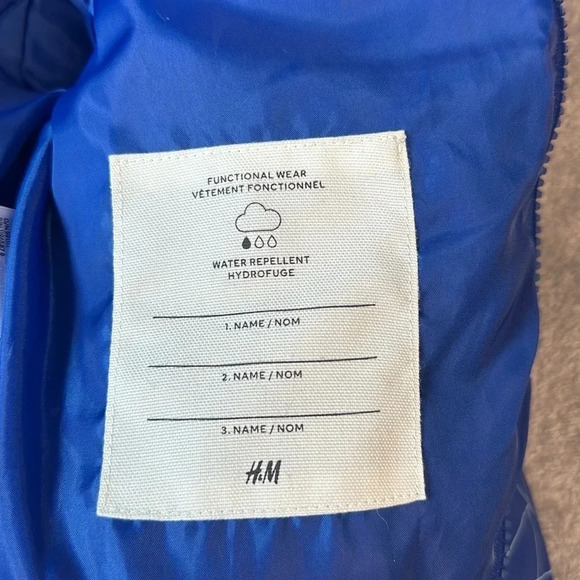 FUNCTIONAL WEAR
VÊTEMENT FONCTIONNEL
WATER REPELLENT
HYDROFUGE
1. NAME / NOM
2. NAME / NOM
3. NAME / NOM
H&M